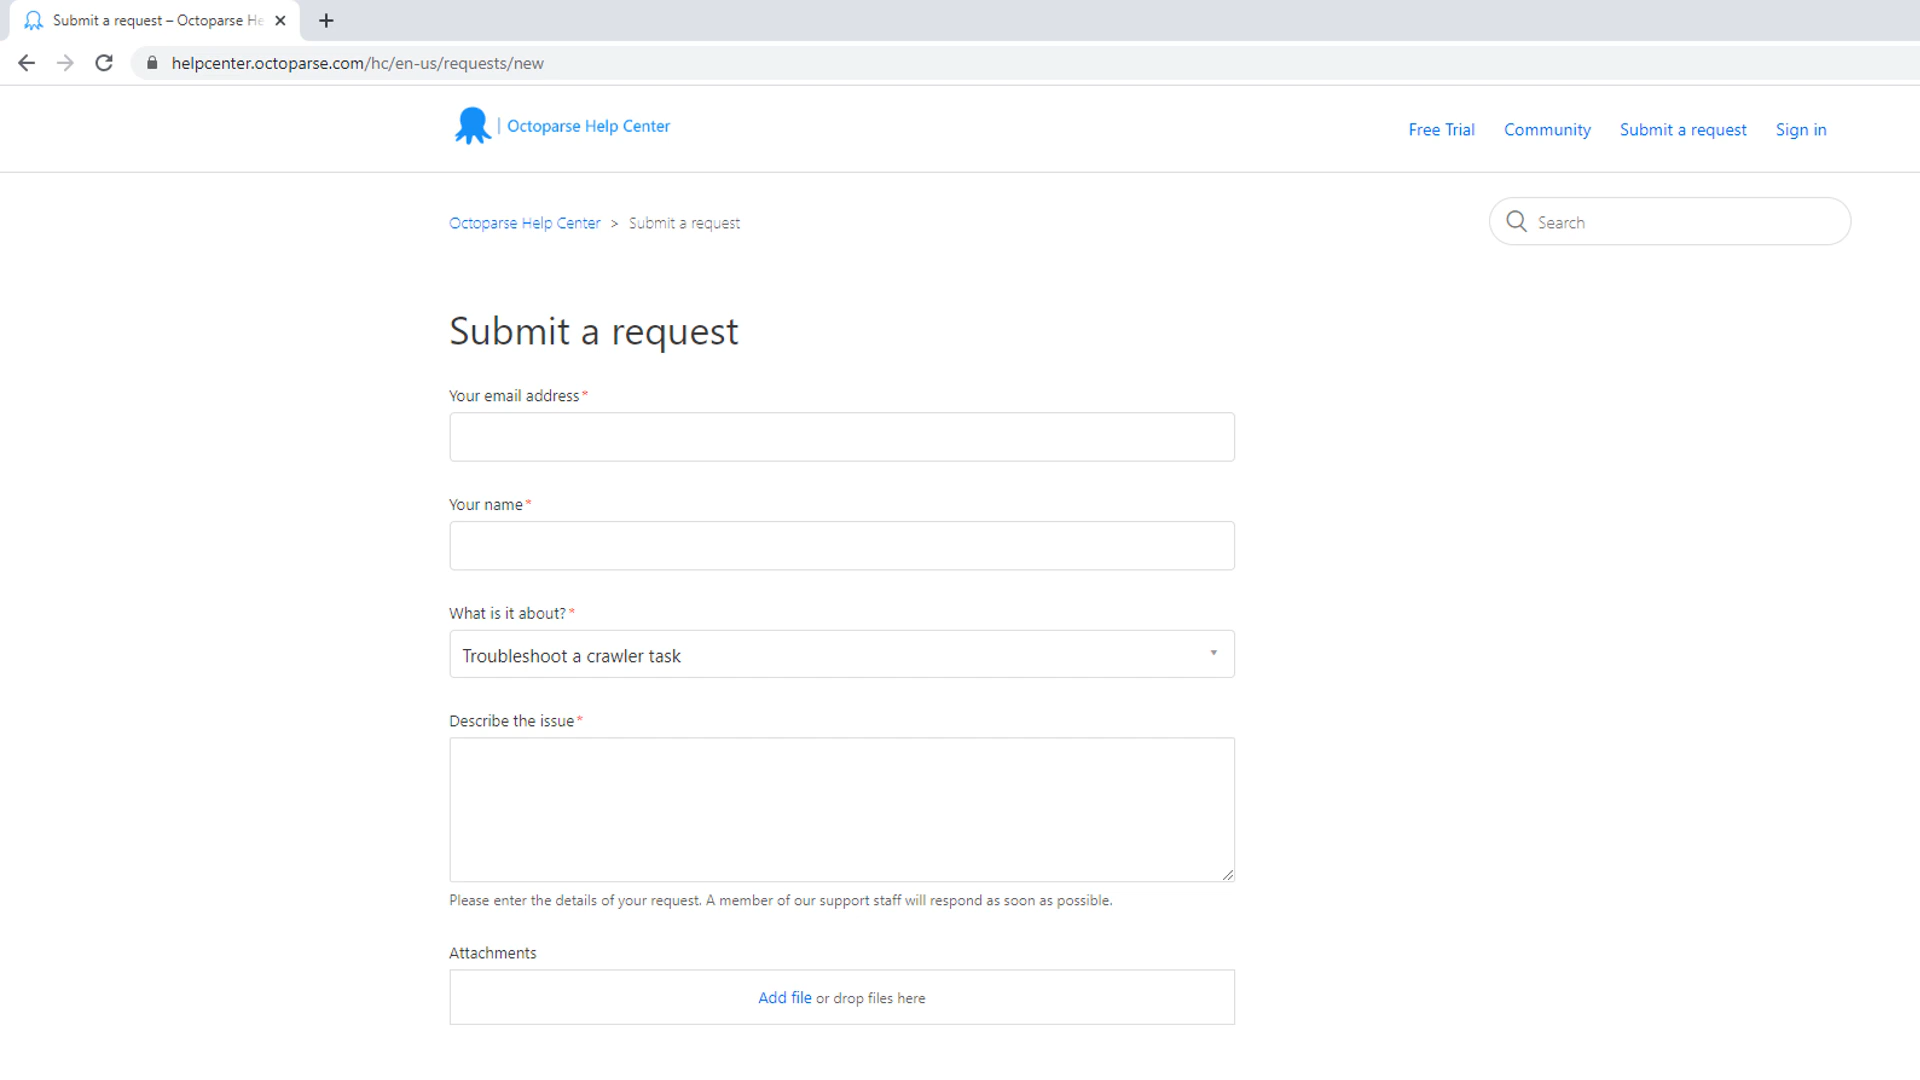 Submit a request – Octoparse He
helpcenter.octoparse.com/hc/en-us/requests/new
| Octoparse Help Center
Free Trial Community Submit a request Sign in
Octoparse Help Center > Submit a request
Search
Submit a request
Your email address*
Your name*
What is it about?*
Troubleshoot a crawler task
Describe the issue*
Please enter the details of your request. A member of our support staff will respond as soon as possible.
Attachments
Add file or drop files here